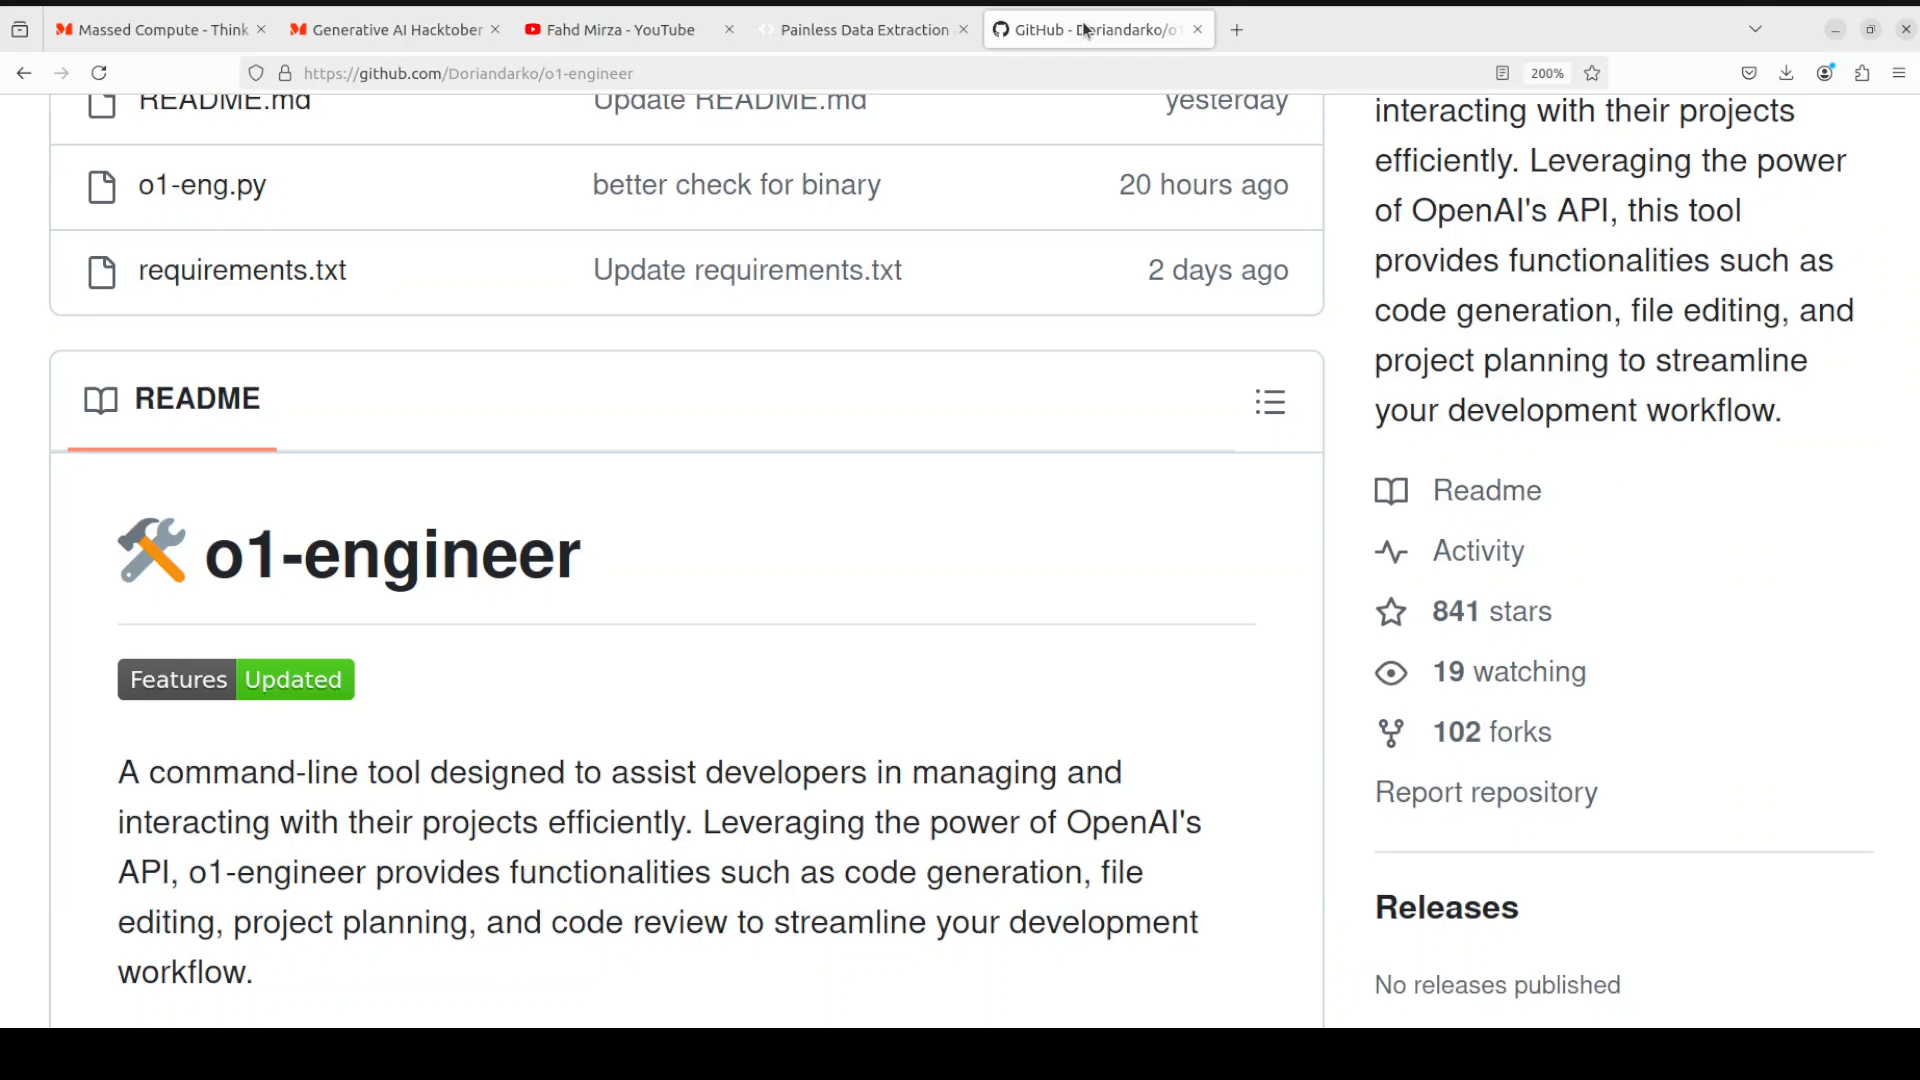 Massed Compute - Think
Generative AI Hacktober
Fahd Mirza - YouTube
Painless Data Extraction
GitHub - Doriandarko/o1
https://github.com/Doriandarko/o1-engineer
200%
README.md Update README.md yesterday
o1-eng.py better check for binary 20 hours ago
requirements.txt Update requirements.txt 2 days ago
README
o1-engineer
Features Updated
A command-line tool designed to assist developers in managing and
interacting with their projects efficiently. Leveraging the power of OpenAI's
API, o1-engineer provides functionalities such as code generation, file
editing, project planning, and code review to streamline your development
workflow.
interacting with their projects
efficiently. Leveraging the power
of OpenAI's API, this tool
provides functionalities such as
code generation, file editing, and
project planning to streamline
your development workflow.
Readme
Activity
841 stars
19 watching
102 forks
Report repository
Releases
No releases published